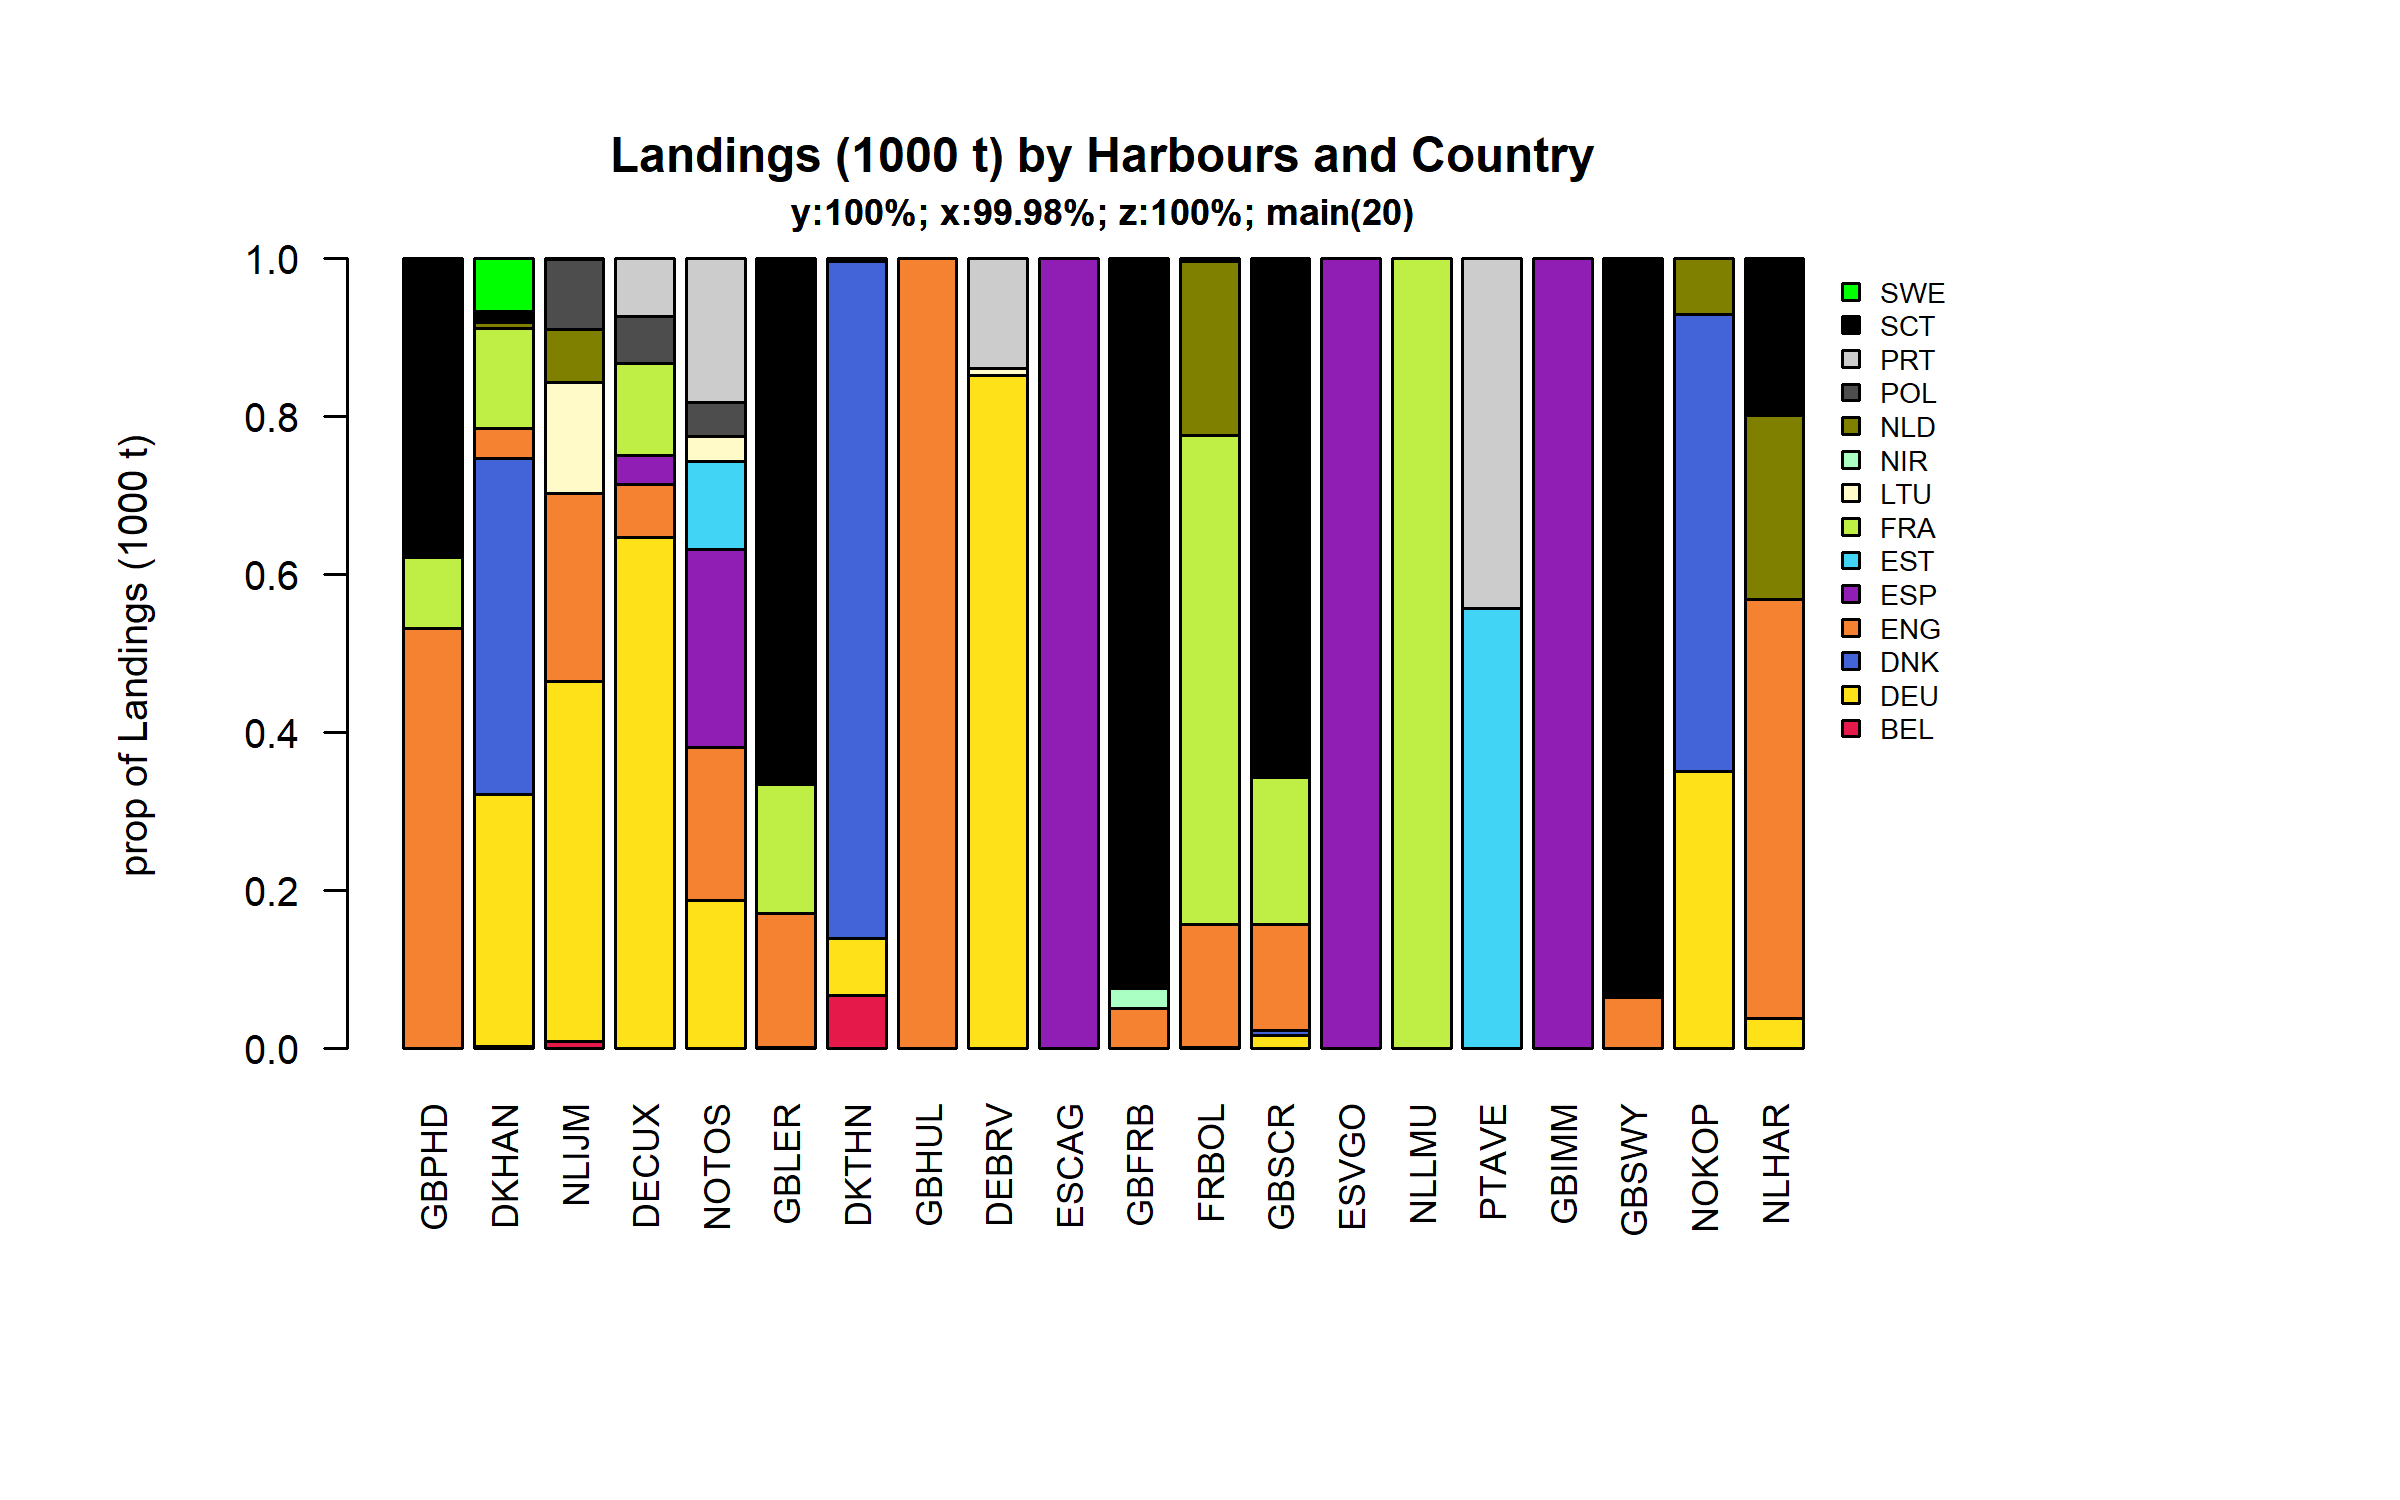 Landings (1000 t) by Harbours and Country
y:100%; x:99.98%; z:100%; main(20)
prop of Landings (1000 t)
1.0
0.8
0.6
0.4
0.2
0.0
SWE
SCT
PRT
POL
NLD
NIR
LTU
FRA
EST
ESP
ENG
DNK
DEU
BEL
GBPHD
DKHAN
NLIJM
DECUX
NOTOS
GBLER
DKTHN
GBHUL
DEBRV
ESCAG
GBFRB
FRBOL
GBSCR
ESVGO
NLLMU
PTAVE
GBIMM
GBSWY
NOKOP
NLHAR